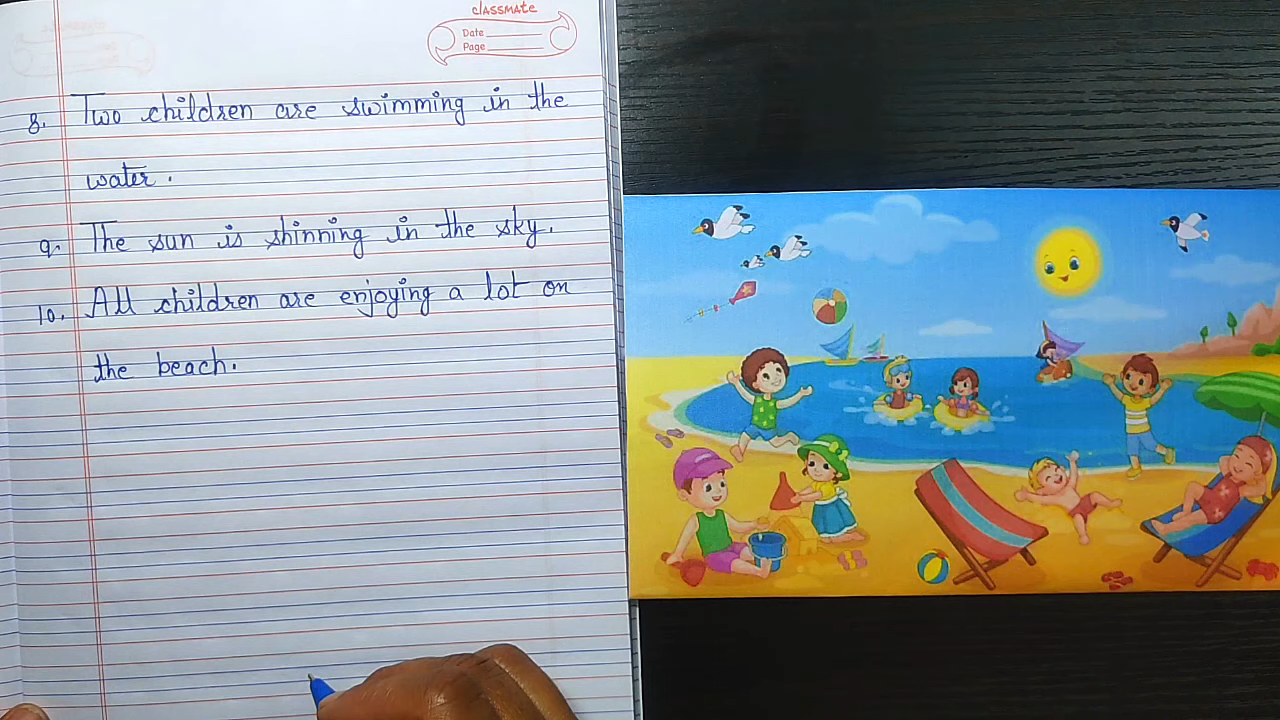 classmate
Date
Page
8. Two children are swimming in the
water.
9. The sun is shinning in the sky.
10. All children are enjoying a lot on
the beach.